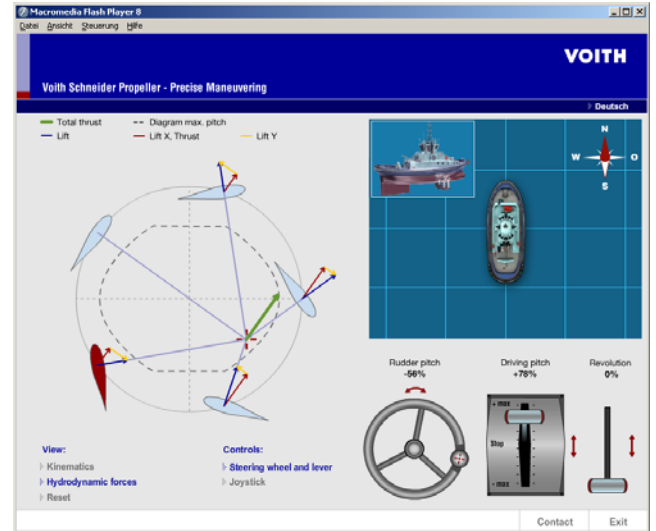 Macromedia Flash Player 8
Datei Ansicht Steuerung Hilfe
VOITH
Voith Schneider Propeller - Precise Maneuvering
Deutsch
Total thrust
Diagram max. pitch
Lift
Lift X, Thrust
Lift Y
N
W
O
S
Rudder pitch
-56%
Driving pitch
+78%
Revolution
0%
+ max
Stop
- max
View:
Kinematics
Hydrodynamic forces
Reset
Controls:
Steering wheel and lever
Joystick
Contact
Exit